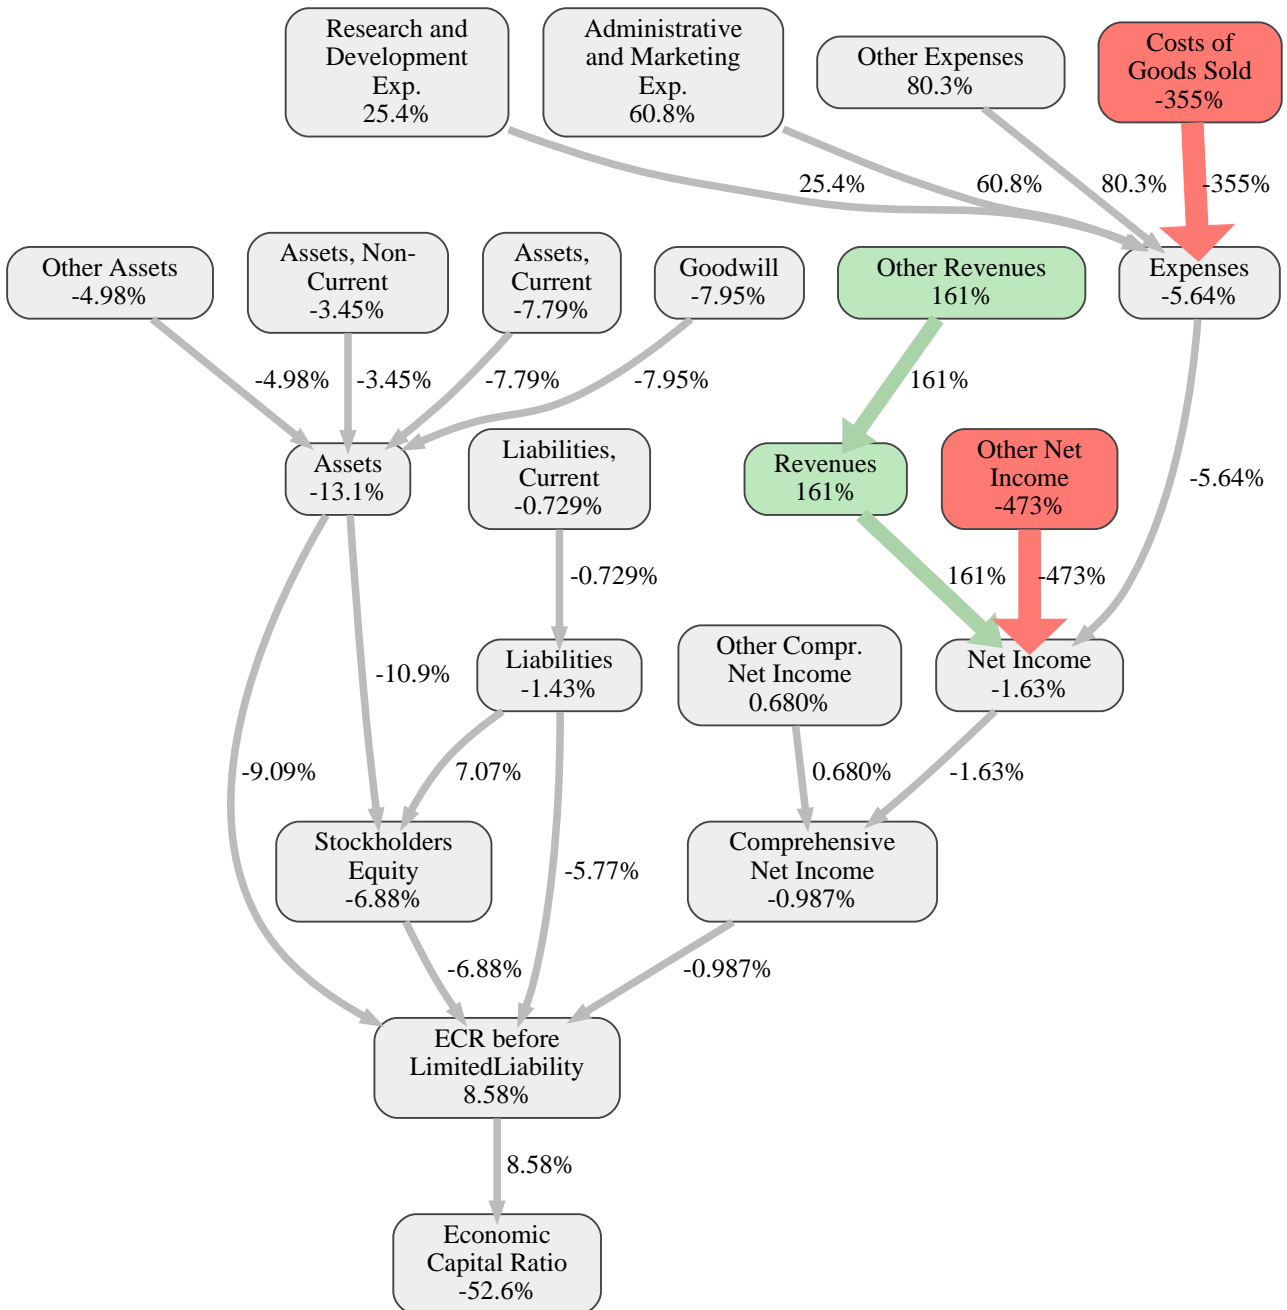 Research and
Development
Exp.
25.4%
Administrative
and Marketing
Exp.
60.8%
Other Expenses
80.3%
Costs of
Goods Sold
-355%
25.4%
60.8%
80.3%
-355%
Other Assets
-4.98%
Assets, Non-
Current
-3.45%
Assets,
Current
-7.79%
Goodwill
-7.95%
Other Revenues
161%
Expenses
-5.64%
-4.98%
-3.45%
-7.79%
-7.95%
161%
Assets
-13.1%
Liabilities,
Current
-0.729%
Revenues
161%
Other Net
Income
-473%
-5.64%
-0.729%
161%
-473%
-10.9%
Liabilities
-1.43%
Other Compr.
Net Income
0.680%
Net Income
-1.63%
-9.09%
7.07%
0.680%
-1.63%
Stockholders
Equity
-6.88%
-5.77%
Comprehensive
Net Income
-0.987%
-6.88%
-0.987%
ECR before
LimitedLiability
8.58%
8.58%
Economic
Capital Ratio
-52.6%